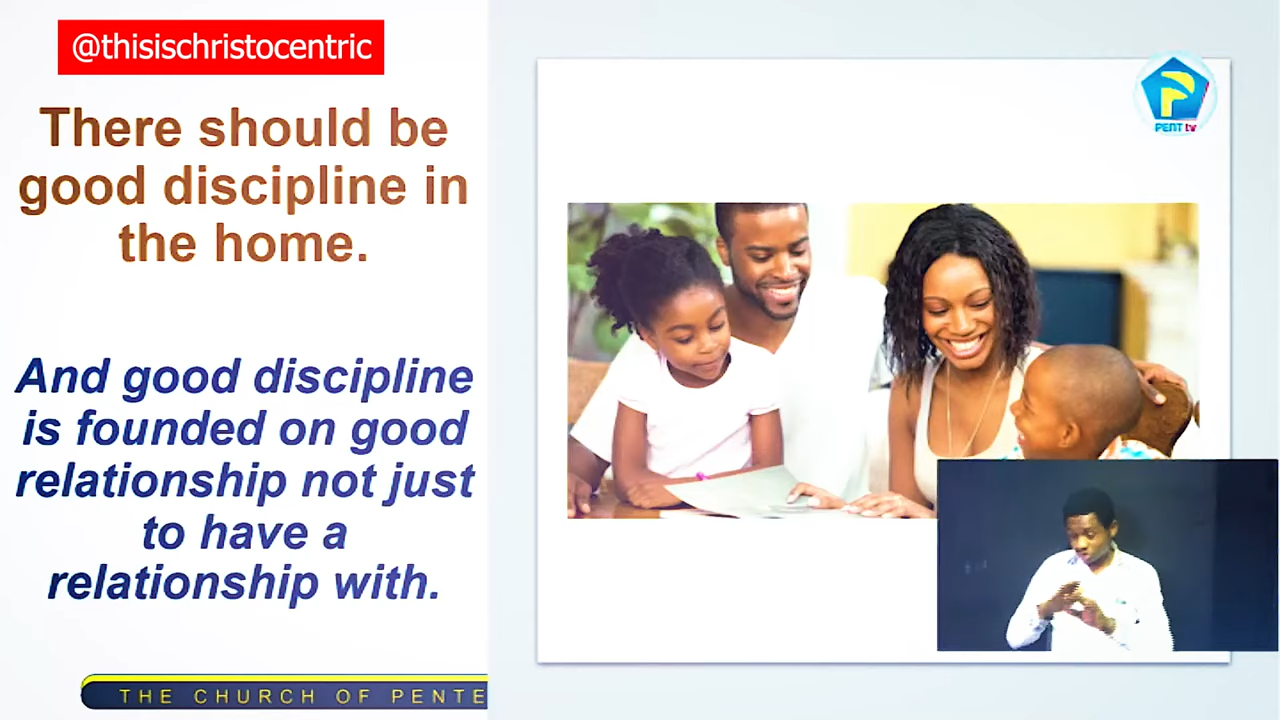 @thisischristocentric
There should be
good discipline in
the home.
And good discipline
is founded on good
relationship not just
to have a
relationship with.
THE CHURCH OF PENTE
PENT tv